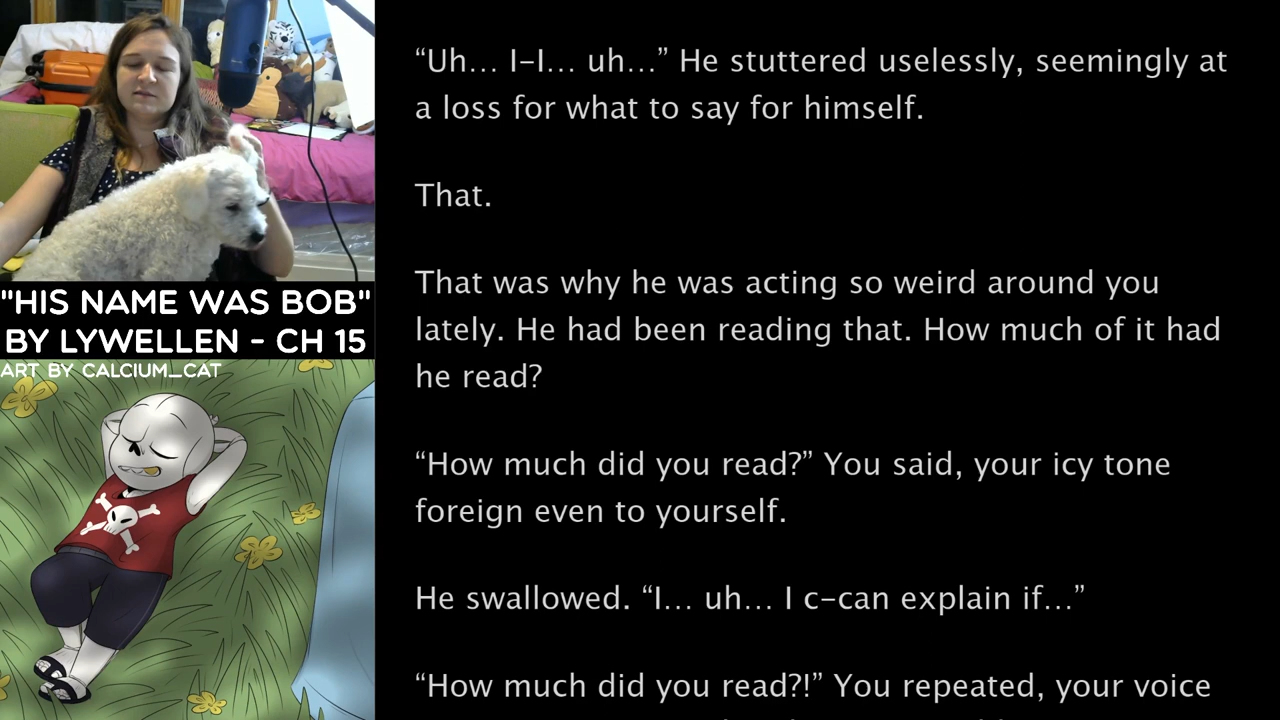 "HIS NAME WAS BOB"
BY LYWELLEN - CH 15
ART BY CALCIUM_CAT
“Uh… I–I… uh…” He stuttered uselessly, seemingly at
a loss for what to say for himself.
That.
That was why he was acting so weird around you
lately. He had been reading that. How much of it had
he read?
“How much did you read?” You said, your icy tone
foreign even to yourself.
He swallowed. “I… uh… I c–can explain if…”
“How much did you read?!” You repeated, your voice